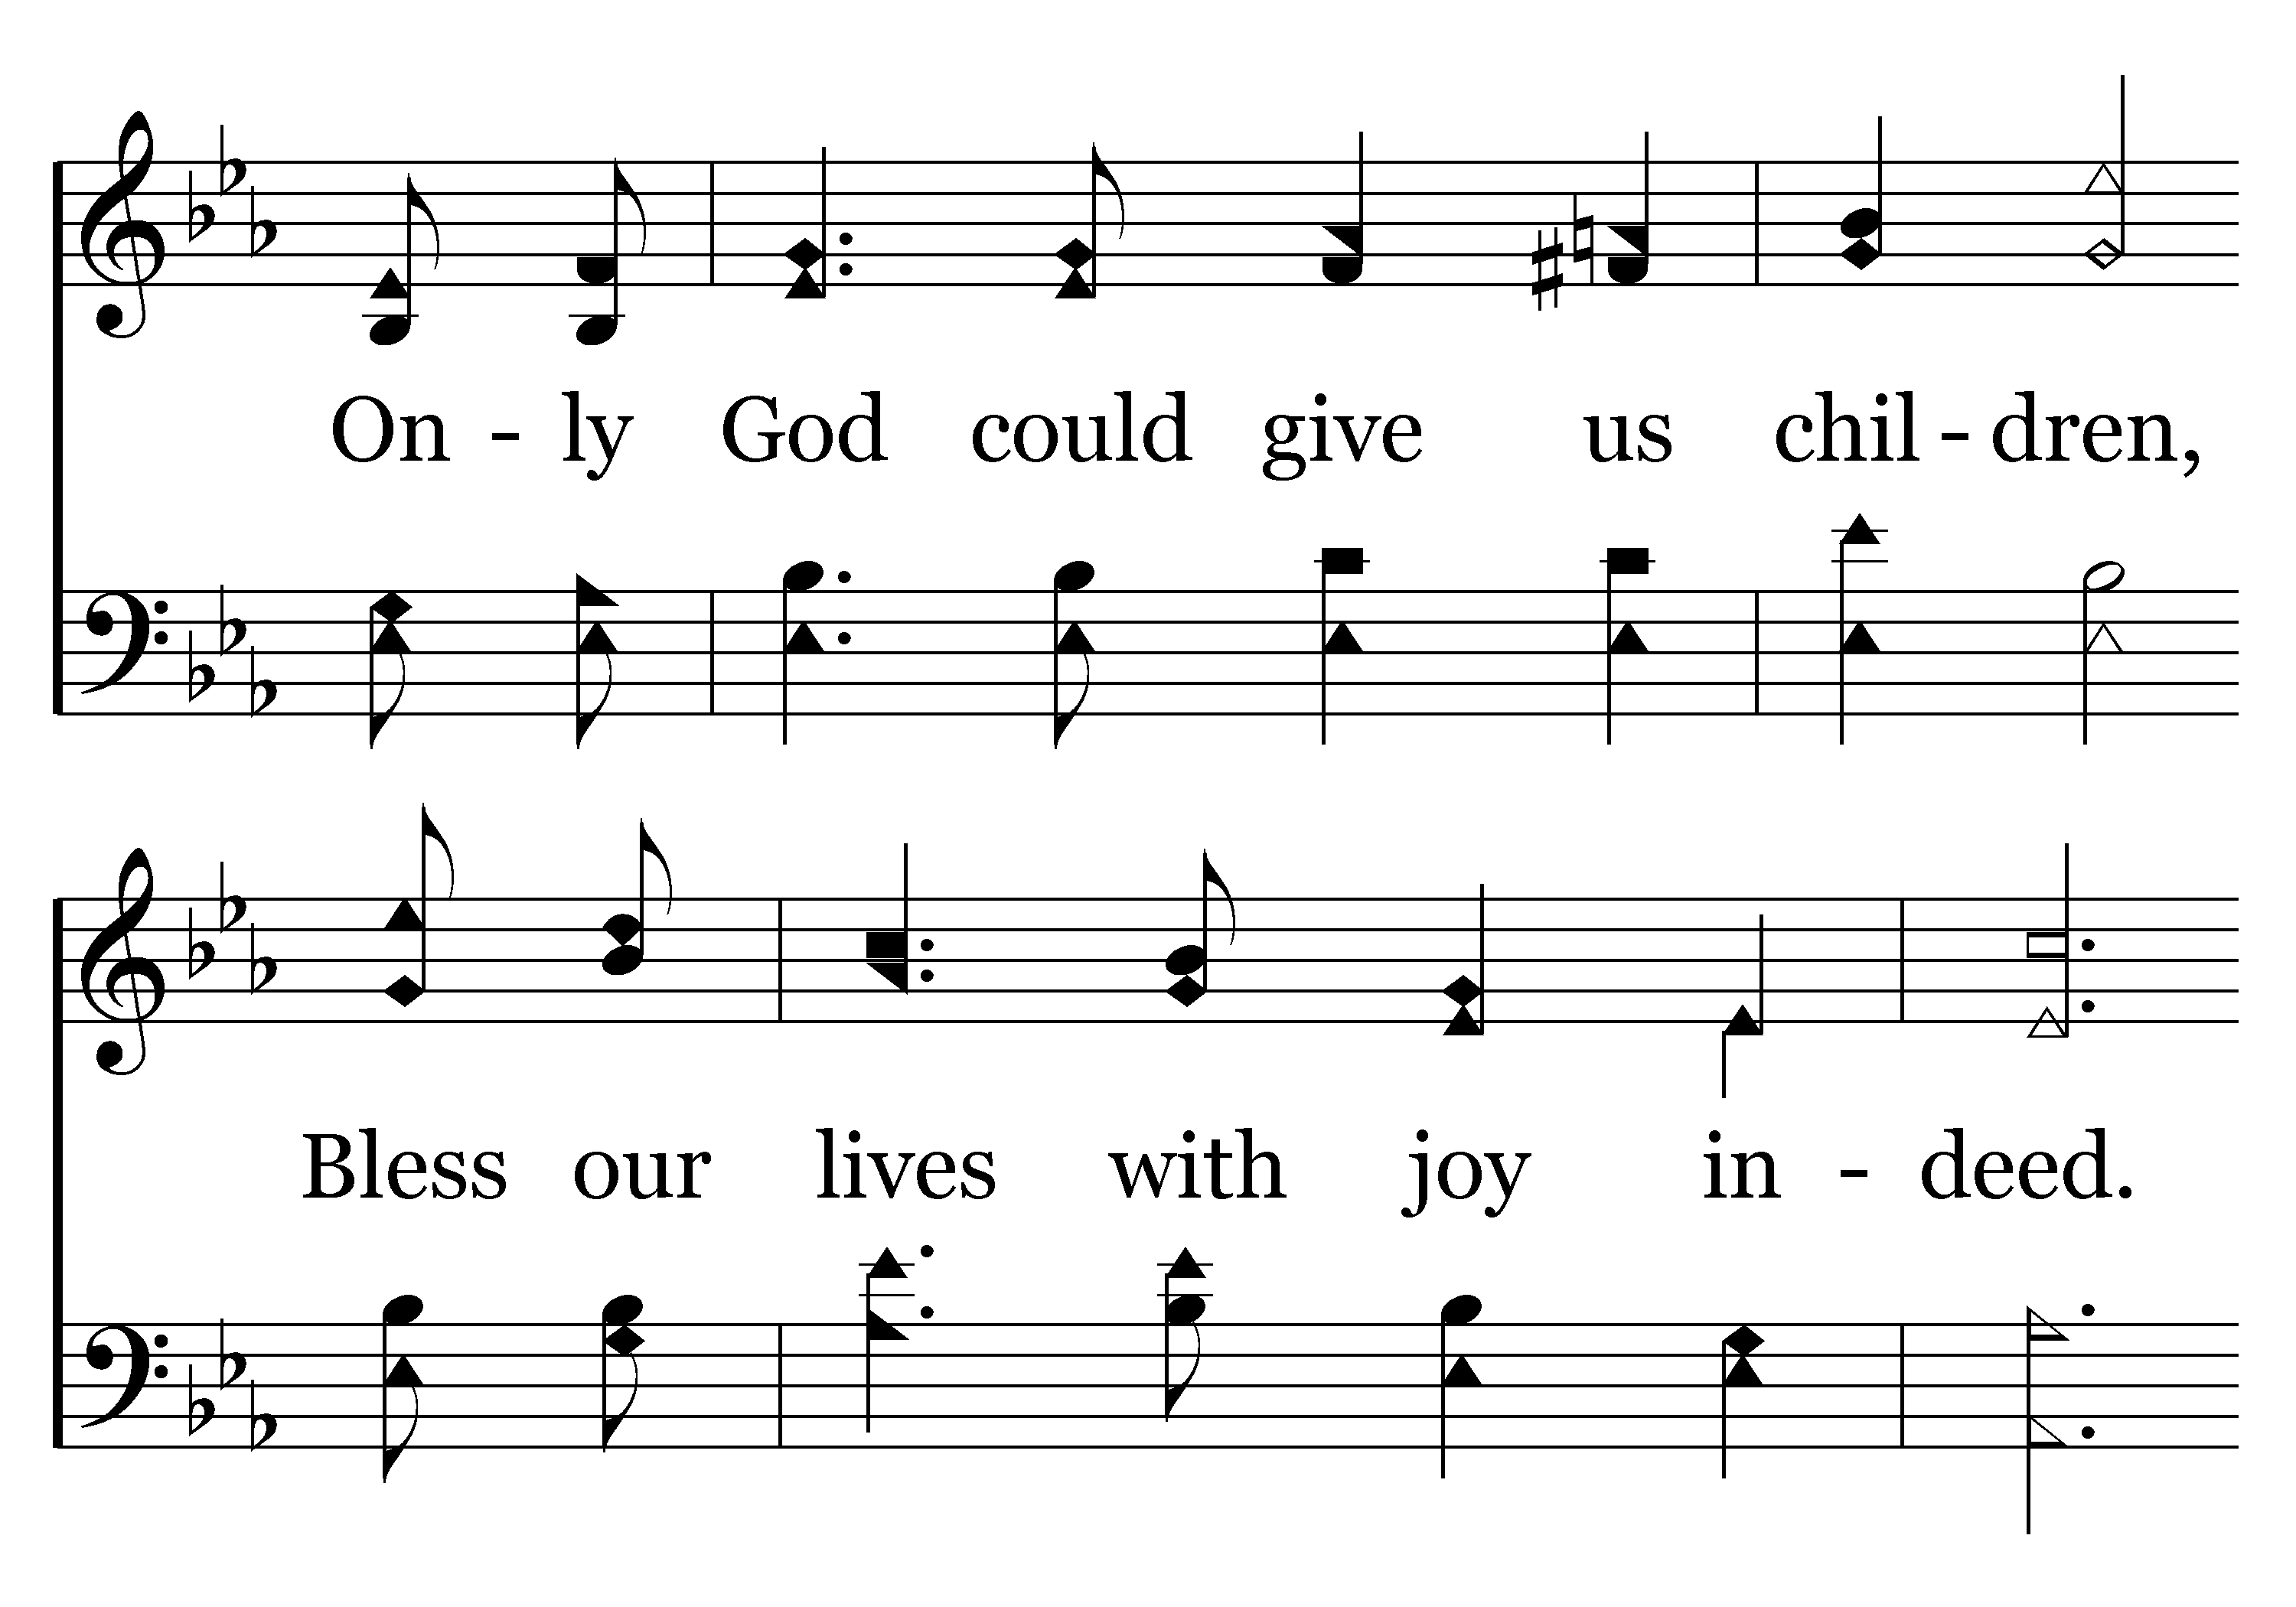 On - ly God could give us chil - dren,
Bless our lives with joy in - deed.